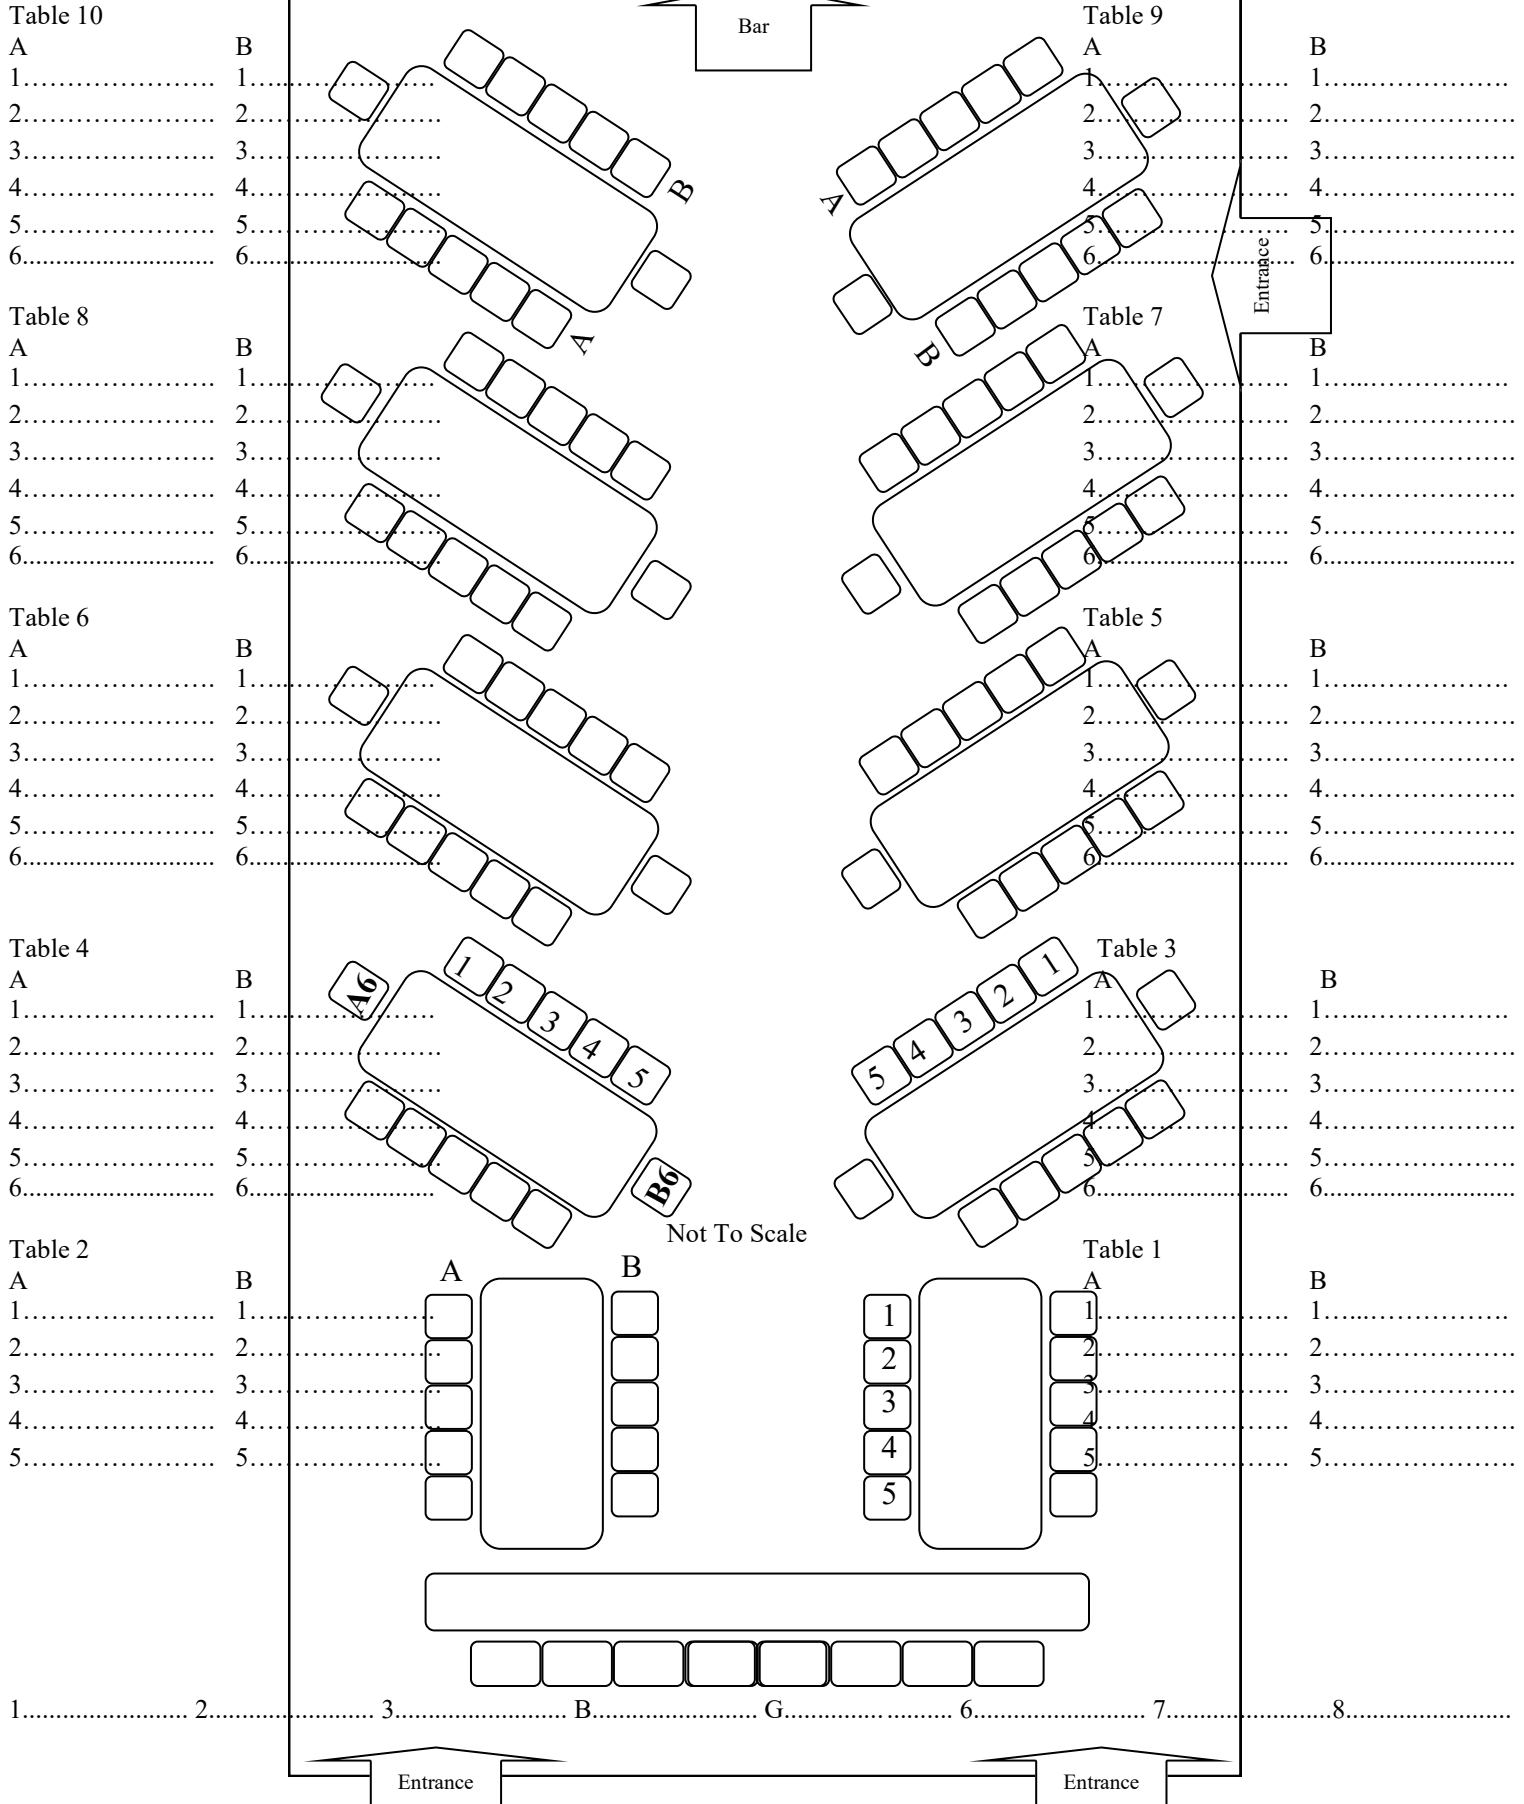 Bar
Table 10
A B
1…………………. 1…………………
2…………………. 2………………….
3…………………. 3………………….
4…………………. 4………………….
5…………………. 5………………….
6............................. 6............................
B
A
Table 9
A B
1…………………. 1…..……………….
2…………………. 2………………….
3…………………. 3………………….
4…………………. 4………………….
5…………………. 5………………….
6............................. 6.............................
A
B
Entrance
Table 8
A B
1…………………. 1…………………
2…………………. 2………………….
3…………………. 3………………….
4…………………. 4………………….
5…………………. 5………………….
6............................. 6............................
Table 7
A B
1…………………. 1…..……………….
2…………………. 2………………….
3…………………. 3………………….
4…………………. 4………………….
5…………………. 5………………….
6............................. 6.............................
Table 6
A B
1…………………. 1…………………
2…………………. 2………………….
3…………………. 3………………….
4…………………. 4………………….
5…………………. 5………………….
6............................. 6............................
Table 5
A B
1…………………. 1…..……………….
2…………………. 2………………….
3…………………. 3………………….
4…………………. 4………………….
5…………………. 5………………….
6............................. 6.............................
Table 4
A B
1…………………. 1…………………
2…………………. 2………………….
3…………………. 3………………….
4…………………. 4………………….
5…………………. 5………………….
6............................. 6............................
A6
1 2 3 4 5
B6
Table 3
A B
1…………………. 1…..……………….
2…………………. 2………………….
3…………………. 3………………….
4…………………. 4………………….
5…………………. 5………………….
6............................. 6.............................
5 4 3 2 1
Not To Scale
Table 2
A B
1…………………. 1…..………………
2…………………. 2………………….
3…………………. 3………………….
4…………………. 4………………….
5…………………. 5………………….
A B
Table 1
A B
1…………………. 1…..……………….
2…………………. 2………………….
3…………………. 3………………….
4…………………. 4………………….
5…………………. 5………………….
1
2
3
4
5
1.......................... 2.......................... 3.......................... B.......................... G.......................... 6.......................... 7..........................8............................
Entrance
Entrance